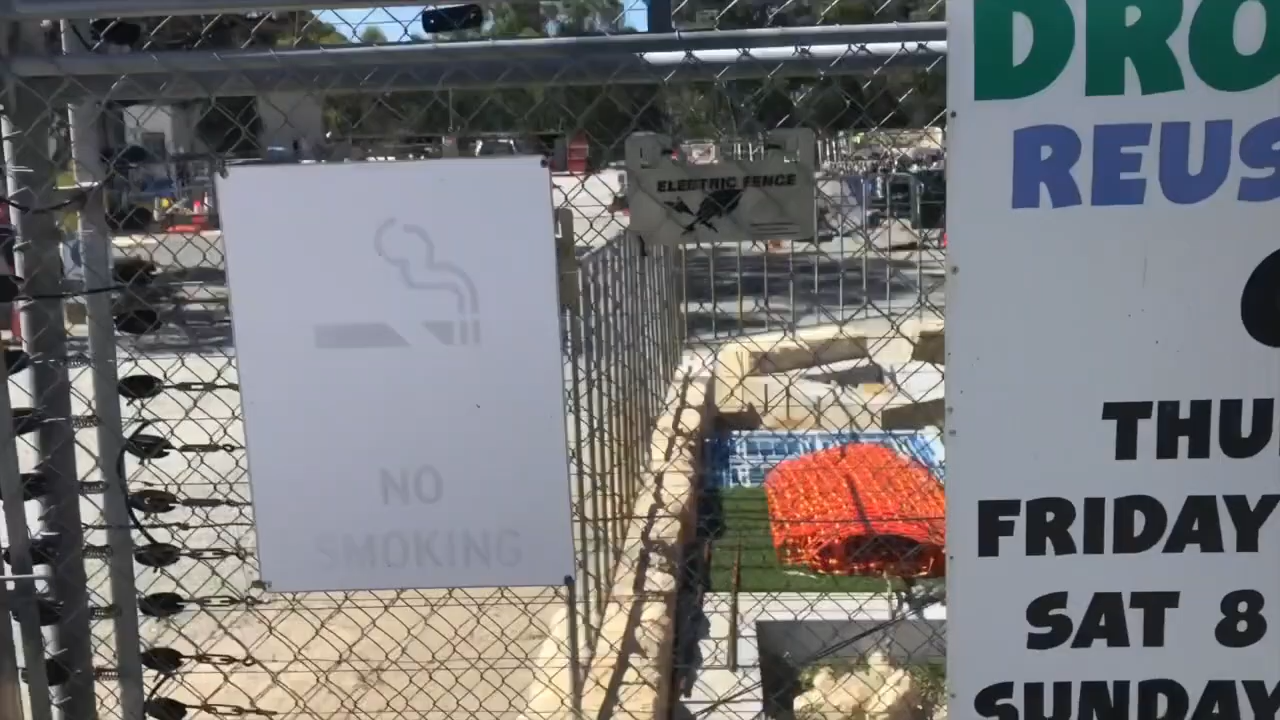 NO
SMOKING
ELECTRIC FENCE
DRO
REUS
THU
FRIDAY
SAT 8
SUNDAY